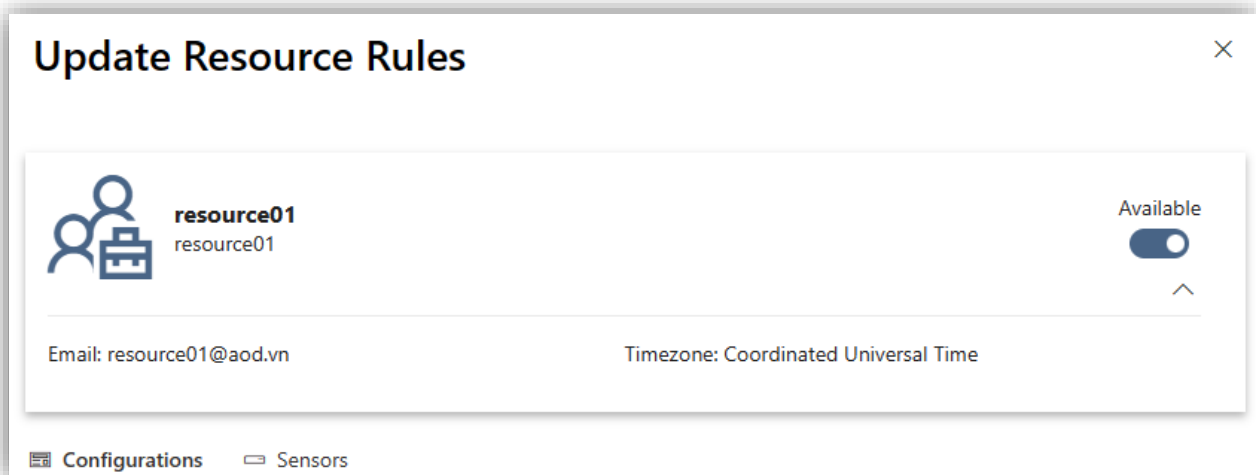 Update Resource Rules
resource01
resource01
Available
Email: resource01@aod.vn
Timezone: Coordinated Universal Time
Configurations
Sensors